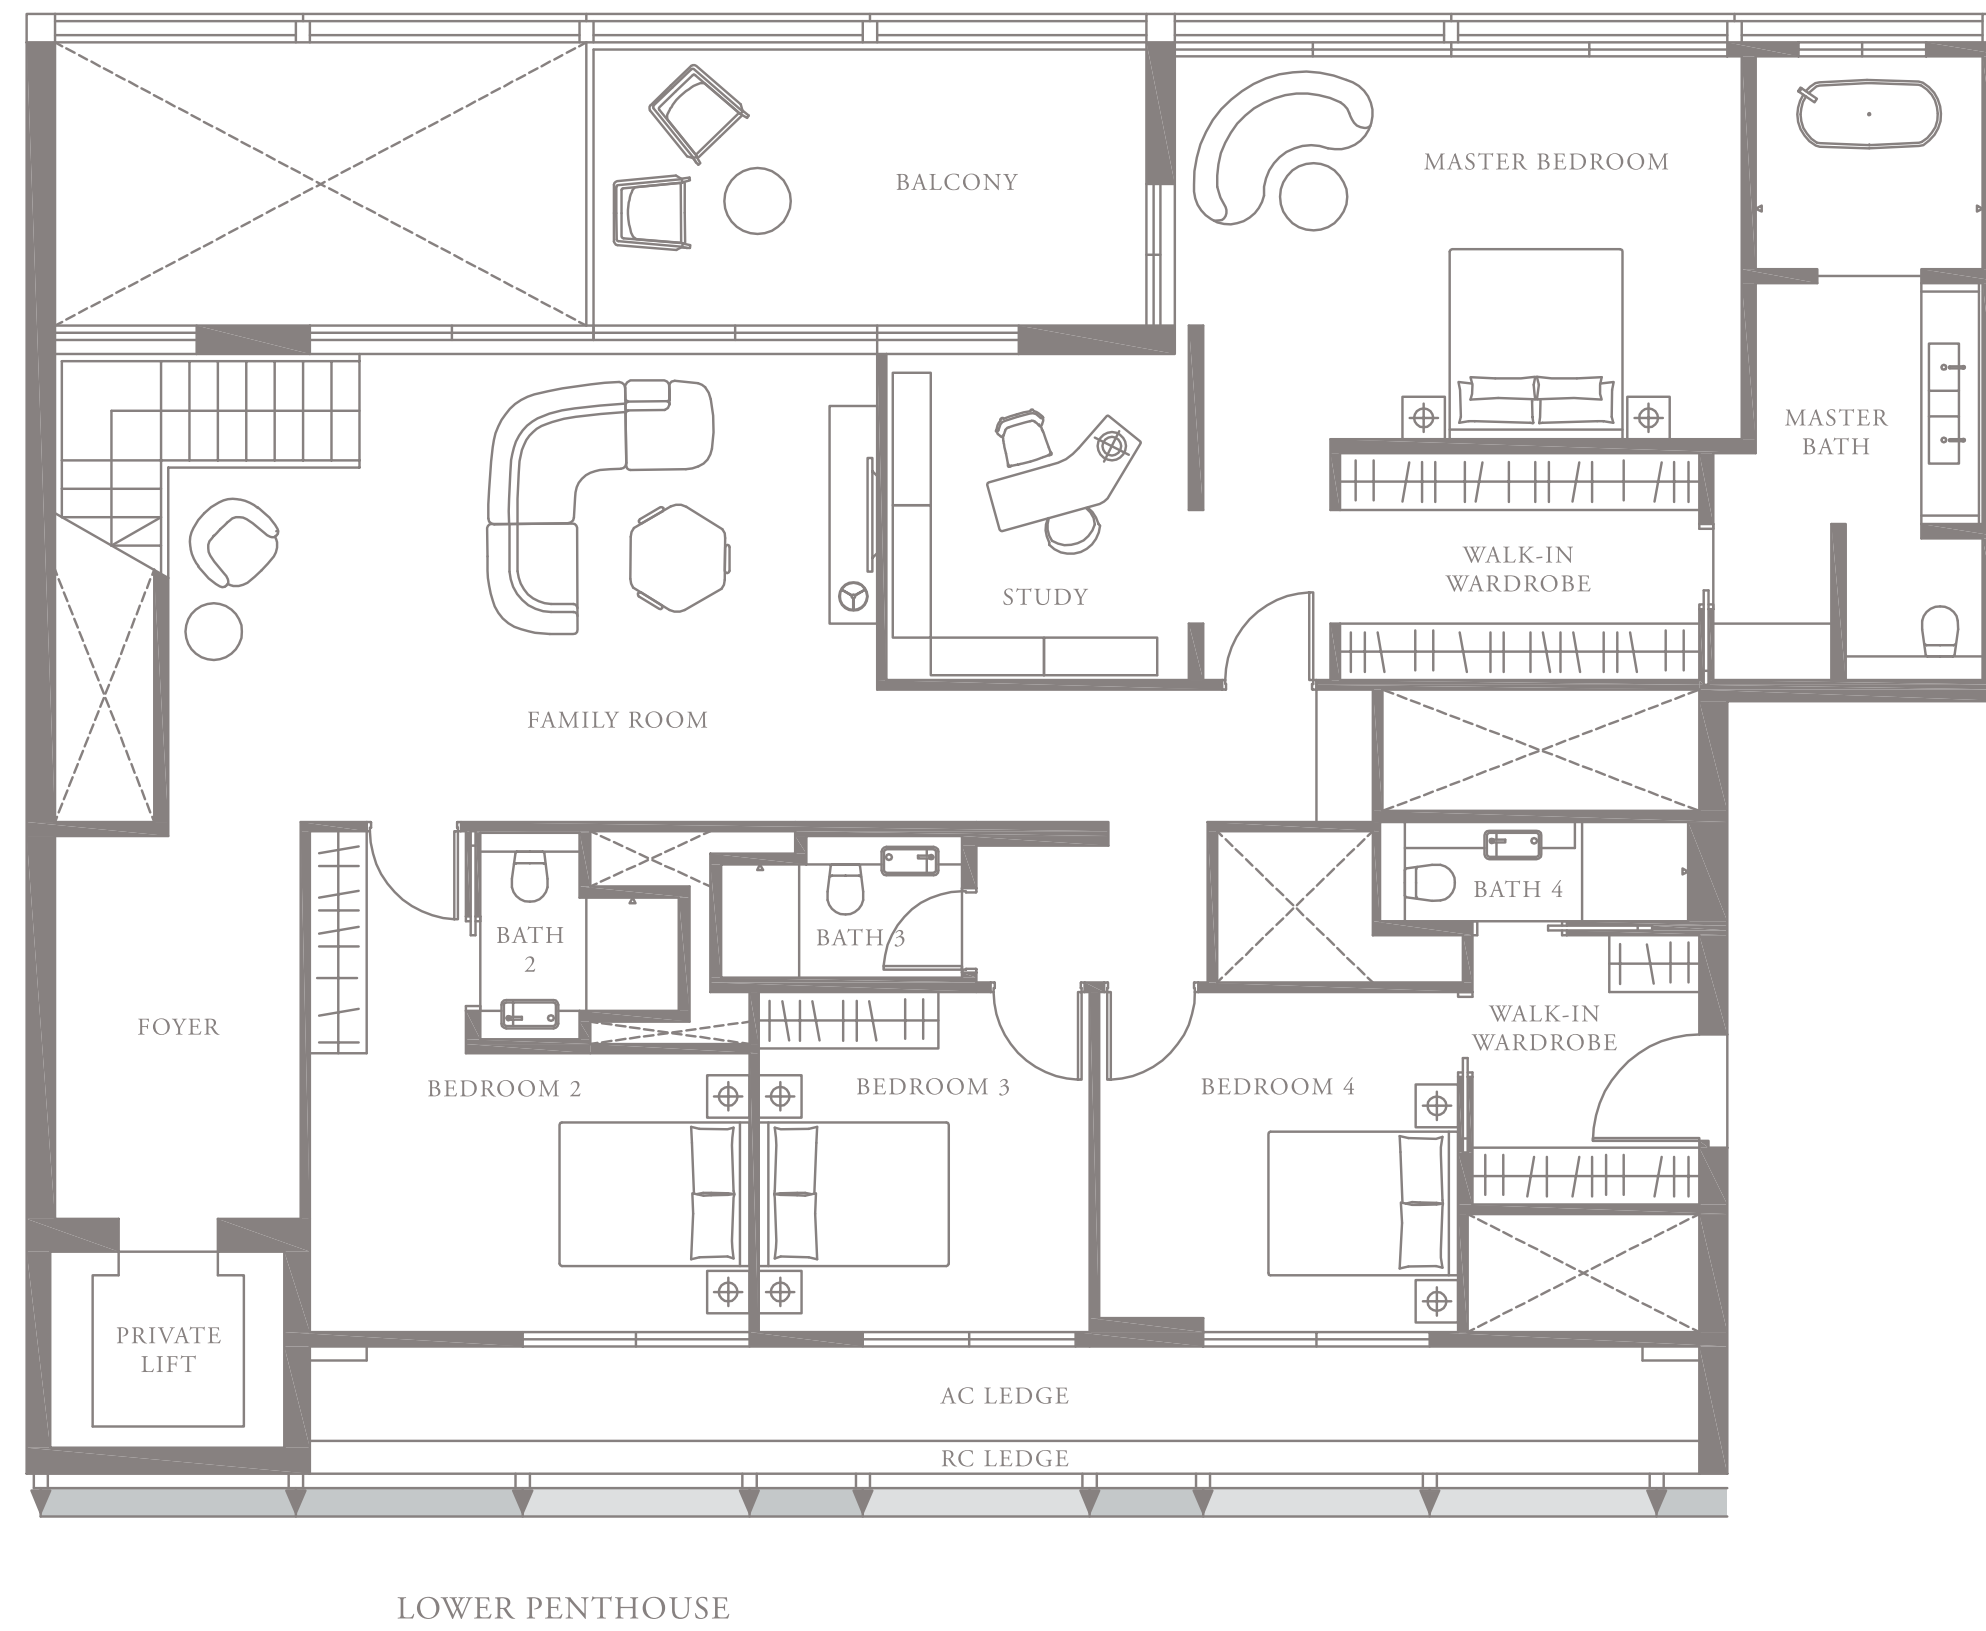 BALCONY
MASTER BEDROOM
MASTER
BATH
WALK-IN
WARDROBE
STUDY
FAMILY ROOM
BATH 4
BATH
2
BATH 3
FOYER
WALK-IN
WARDROBE
BEDROOM 2
BEDROOM 3
BEDROOM 4
PRIVATE
LIFT
AC LEDGE
RC LEDGE
LOWER PENTHOUSE